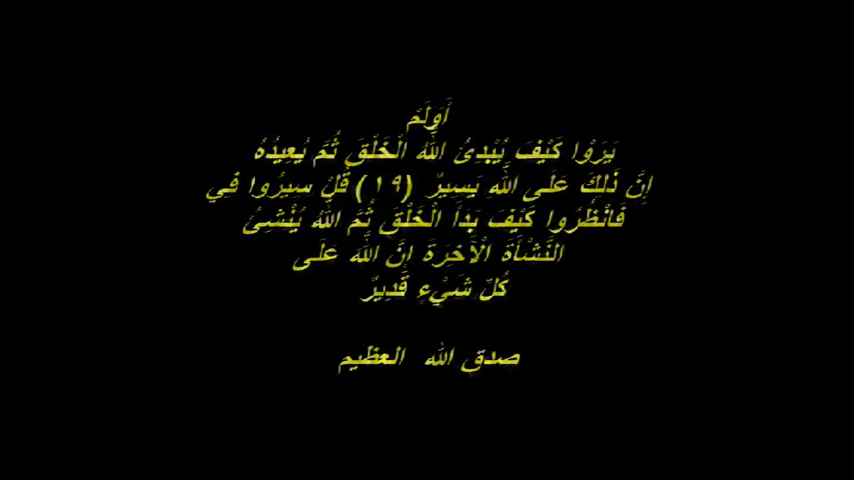 أَوَلَمْ
يَرَوْا كَيْفَ يُبْدِئُ اللَّهُ الْخَلْقَ ثُمَّ يُعِيدُهُ
إِنَّ ذَلِكَ عَلَى اللَّهِ يَسِيرٌ (١٩) قُلْ سِيرُوا فِي
فَانْظُرُوا كَيْفَ بَدَأَ الْخَلْقَ ثُمَّ اللَّهُ يُنْشِئُ
النَّشْأَةَ الْآَخِرَةَ إِنَّ اللَّهَ عَلَى
كُلِّ شَيْءٍ قَدِيرٌ
صدق الله العظيم